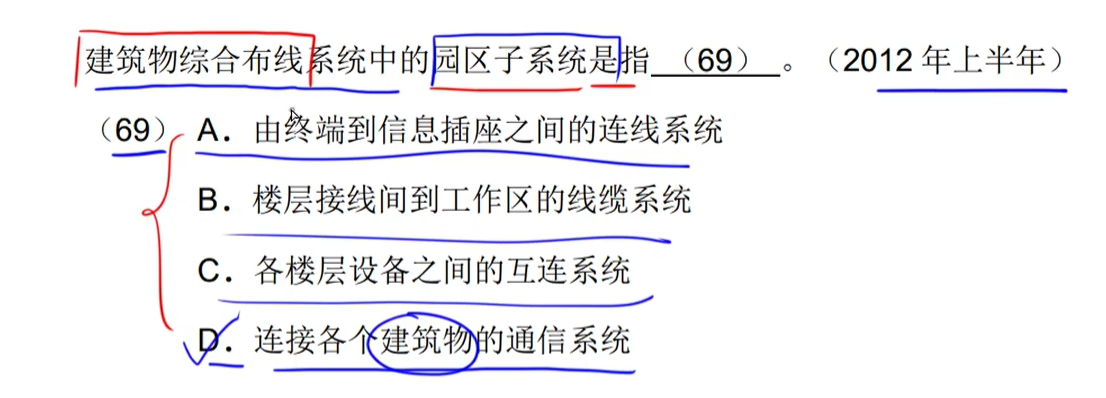 建筑物综合布线系统中的园区子系统是指（69）。（2012 年上半年）
（69）A．由终端到信息插座之间的连线系统
B．楼层接线间到工作区的线缆系统
C．各楼层设备之间的互连系统
D．连接各个建筑物的通信系统